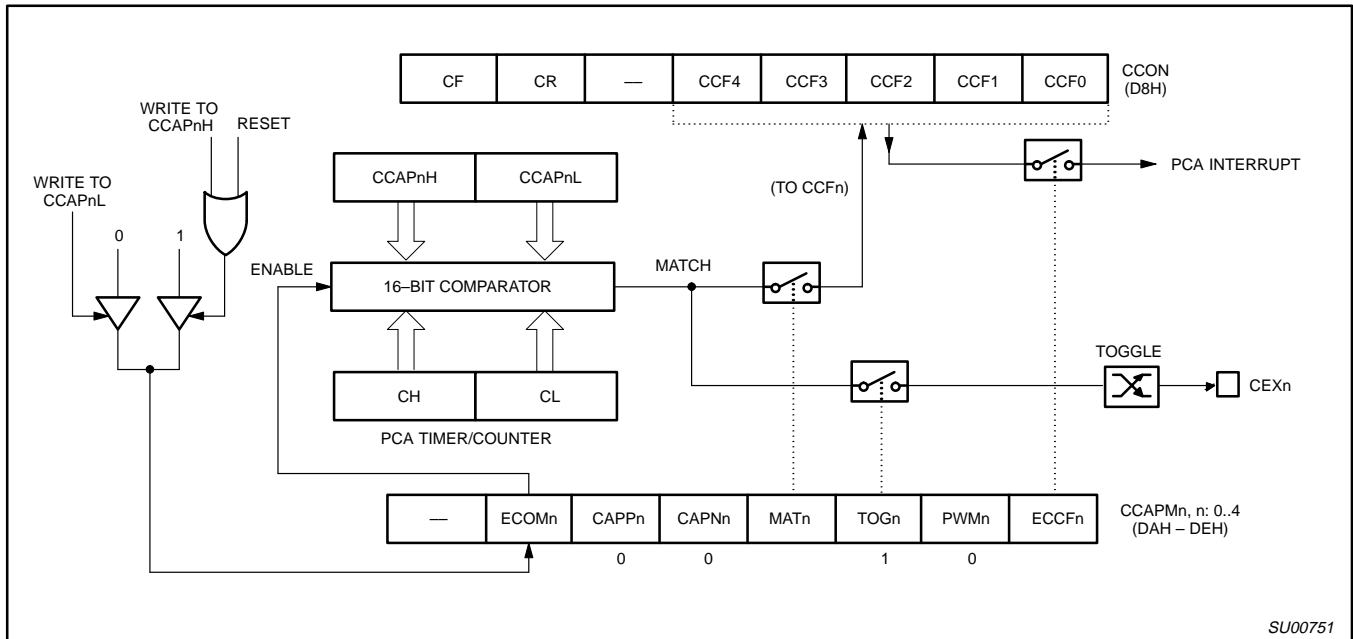 CF CR — CCF4 CCF3 CCF2 CCF1 CCF0
CCON
(D8H)
WRITE TO
CCAPnH
RESET
WRITE TO
CCAPnL
0
1
CCAPnH CCAPnL
(TO CCFn)
PCA INTERRUPT
ENABLE
16–BIT COMPARATOR
MATCH
CH CL
PCA TIMER/COUNTER
TOGGLE
CEXn
— ECOMn CAPPn CAPNn MATn TOGn PWMn ECCFn
CCAPMn, n: 0..4
(DAH – DEH)
0 0 1 0
SU00751